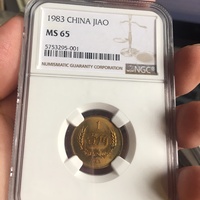 1983 CHINA JIAO
MS 65
5753295-001
NUMISMATIC GUARANTY CORPORATION
NGC